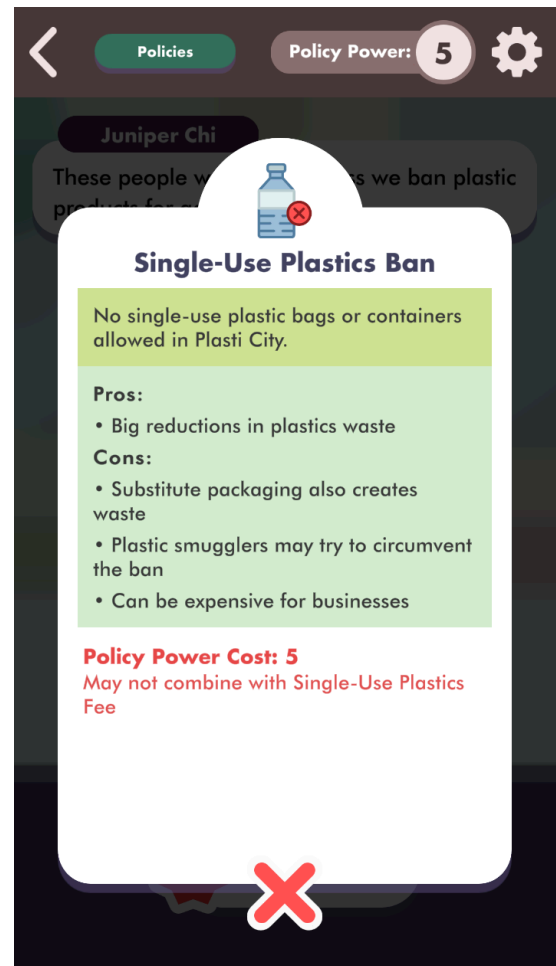 Policies
Policy Power: 5
Juniper Chi
These people w
s we ban plastic
Single-Use Plastics Ban
No single-use plastic bags or containers
allowed in Plasti City.
Pros:
• Big reductions in plastics waste
Cons:
• Substitute packaging also creates
waste
• Plastic smugglers may try to circumvent
the ban
• Can be expensive for businesses
Policy Power Cost: 5
May not combine with Single-Use Plastics
Fee